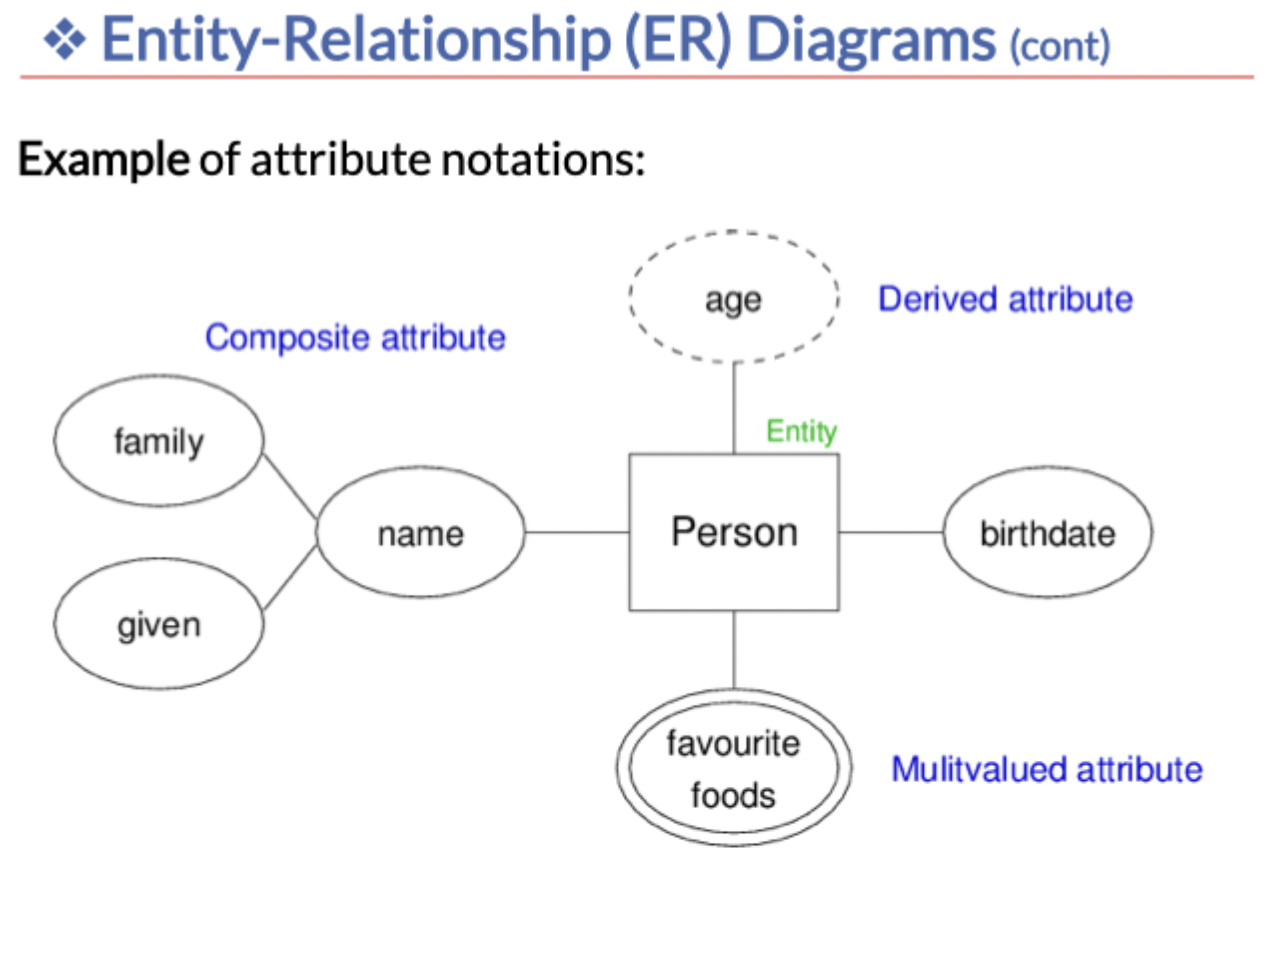 ❖ Entity-Relationship (ER) Diagrams (cont)
Example of attribute notations:
age
Derived attribute
Composite attribute
family
Entity
name
Person
birthdate
given
favourite
foods
Mulitvalued attribute